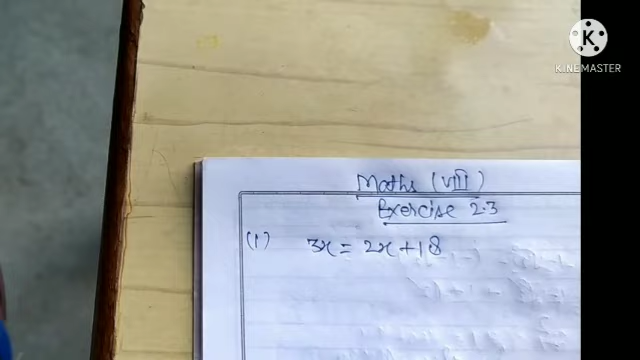 K
KINEMASTER
Maths (VIII)
Exercise 2.3
(1) 3x = 2x + 18